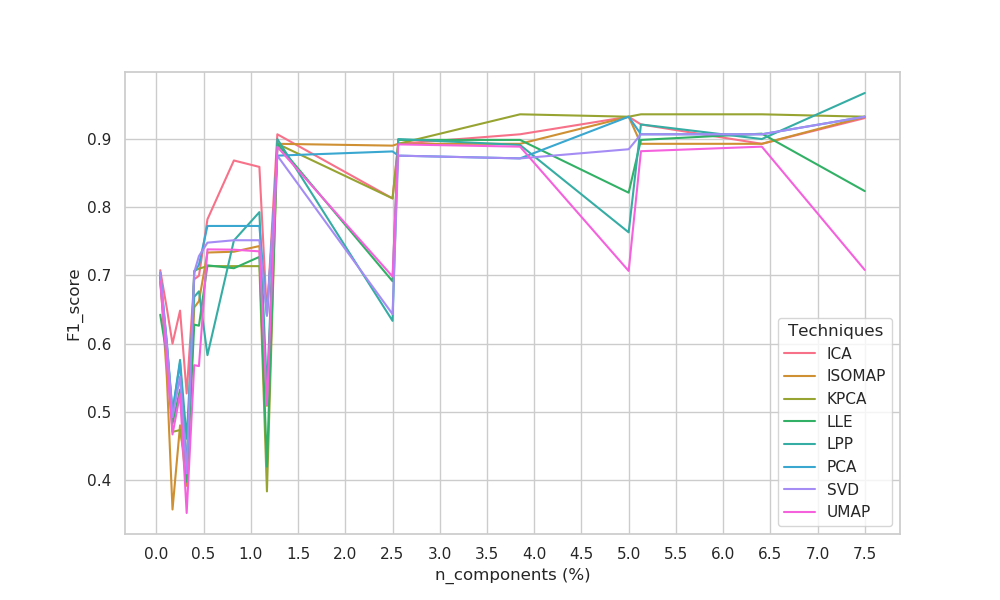 0.9
0.8
0.7
0.6
0.5
0.4
F1_score
0.0 0.5 1.0 1.5 2.0 2.5 3.0 3.5 4.0 4.5 5.0 5.5 6.0 6.5 7.0 7.5
n_components (%)
Techniques
ICA
ISOMAP
KPCA
LLE
LPP
PCA
SVD
UMAP